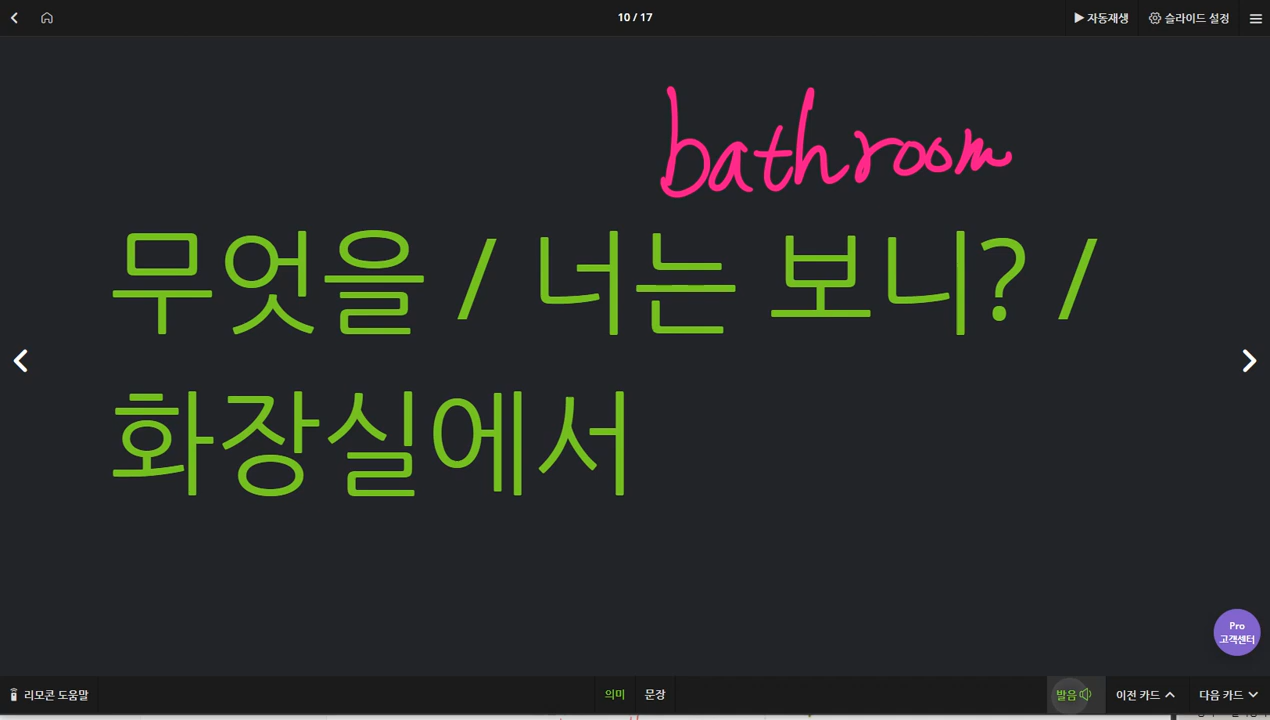 10 / 17
자동재생
슬라이드 설정
bathroom
무엇을 / 너는 보니? /
화장실에서
Pro
고객센터
리모콘 도움말
의미
문장
발음
이전 카드
다음 카드